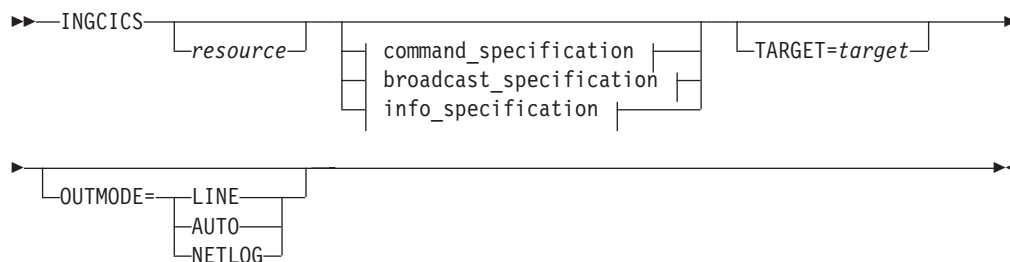 INGCICS
resource
command_specification
TARGET=target
broadcast_specification
info_specification
OUTMODE=
LINE
AUTO
NETLOG